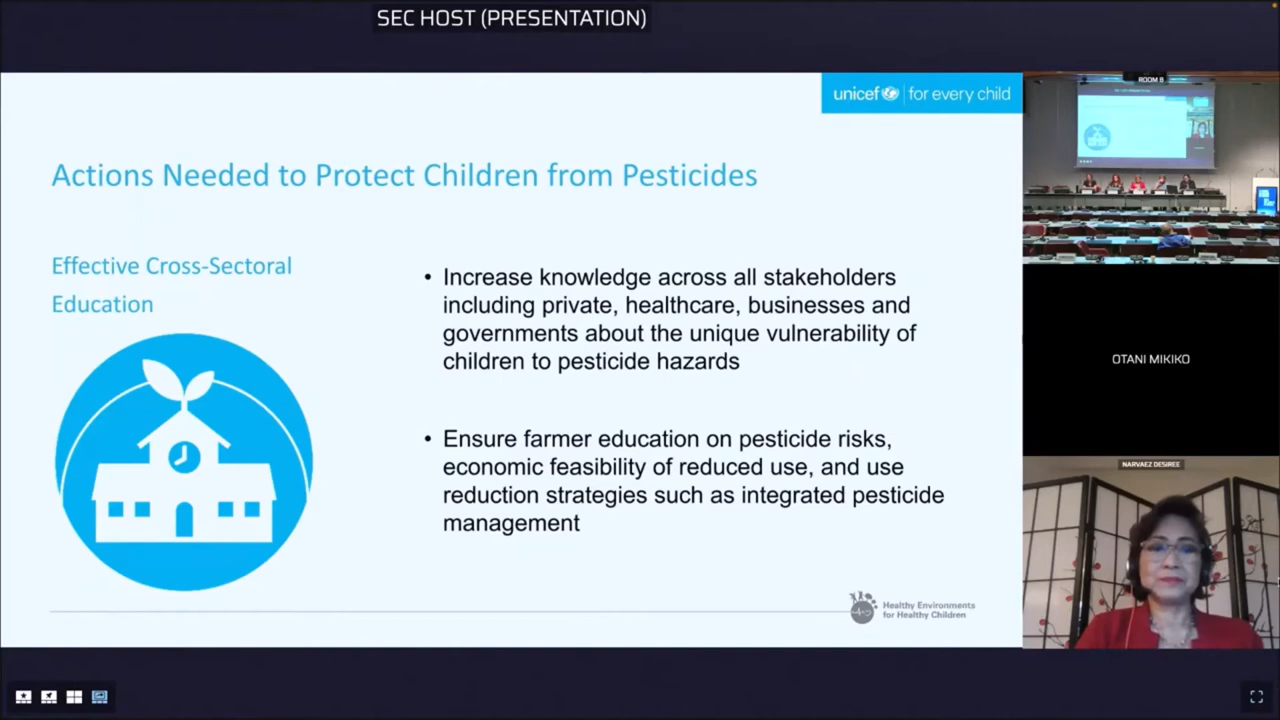 SEC HOST (PRESENTATION)
unicef for every child
Actions Needed to Protect Children from Pesticides
Effective Cross-Sectoral
Education
• Increase knowledge across all stakeholders
including private, healthcare, businesses and
governments about the unique vulnerability of
children to pesticide hazards
• Ensure farmer education on pesticide risks,
economic feasibility of reduced use, and use
reduction strategies such as integrated pesticide
management
Healthy Environments
for Healthy Children
ROOM B
OTANI MIKIKO
NARVAEZ DESIREE